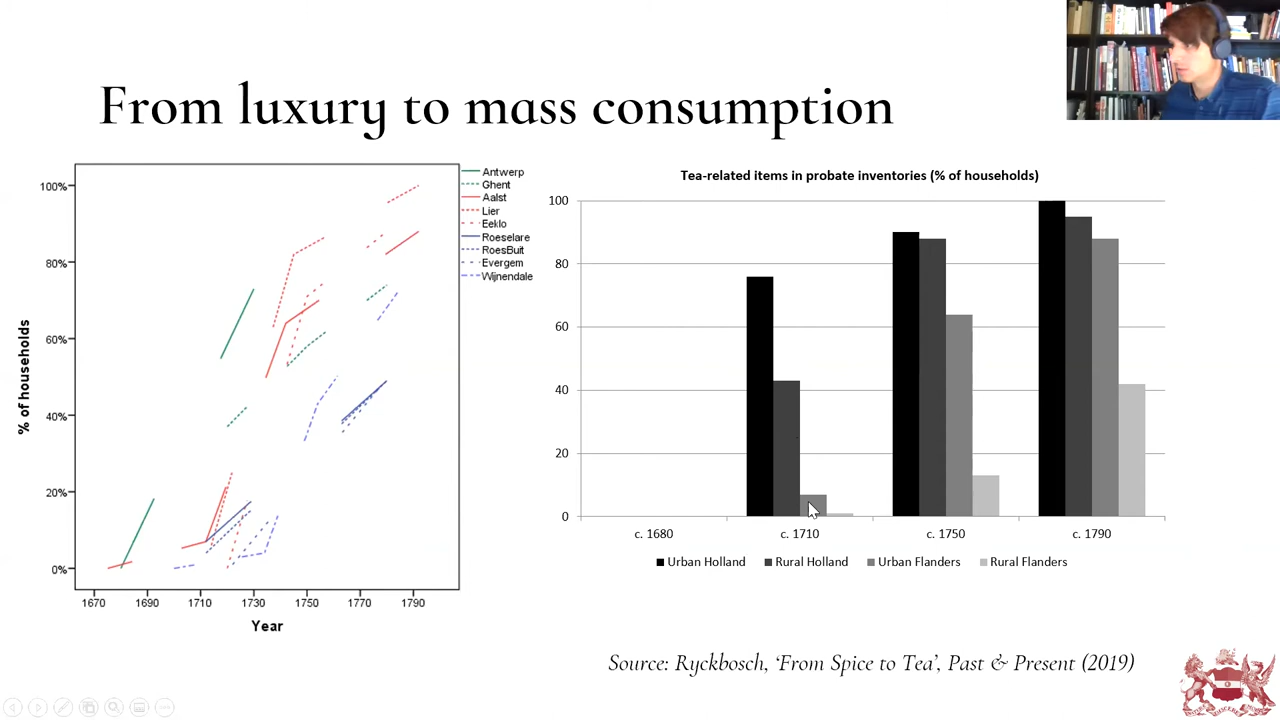 From luxury to mass consumption
100%
80%
60%
40%
20%
0%
% of households
1670
1690
1710
1730
1750
1770
1790
Year
Antwerp
Ghent
Aalst
Lier
Eeklo
Roeselare
RoesBuit
Evergem
Wijnendale
Tea-related items in probate inventories (% of households)
100
80
60
40
20
0
c. 1680
c. 1710
c. 1750
c. 1790
Urban Holland
Rural Holland
Urban Flanders
Rural Flanders
Source: Ryckbosch, ‘From Spice to Tea’, Past & Present (2019)